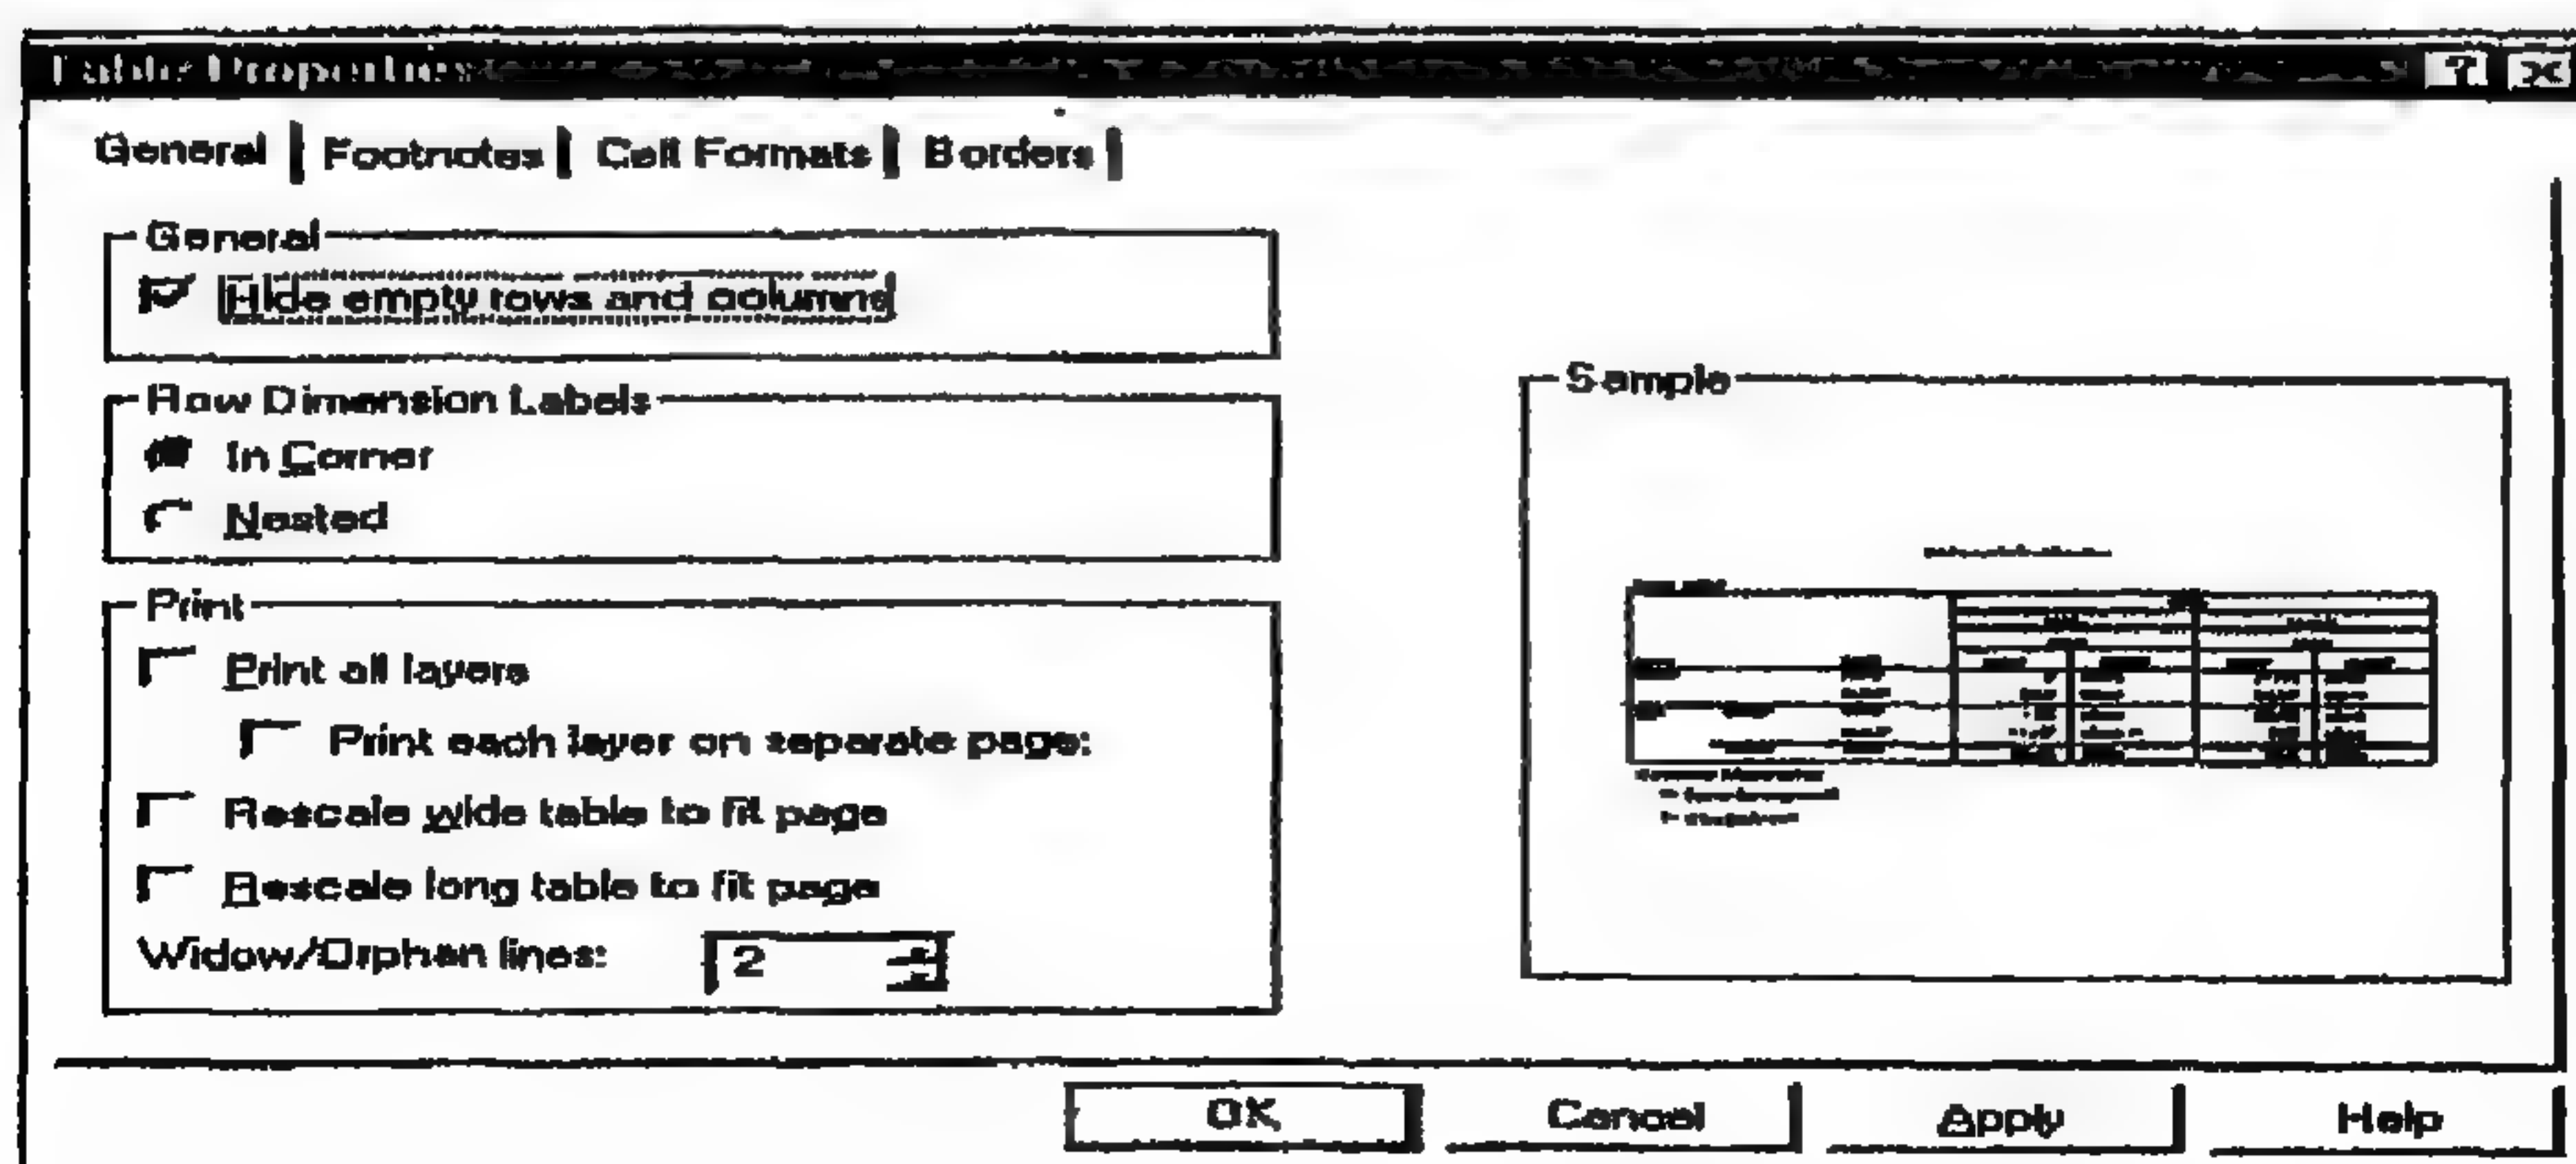 Table Properties
General Footnotes Cell Formats Borders
General
Hide empty rows and columns
Row Dimension Labels
In Corner
Nested
Print
Print all layers
Print each layer on separate page:
Rescale wide table to fit page
Rescale long table to fit page
Widow/Orphan lines: 2
Sample
OK Cancel Apply Help